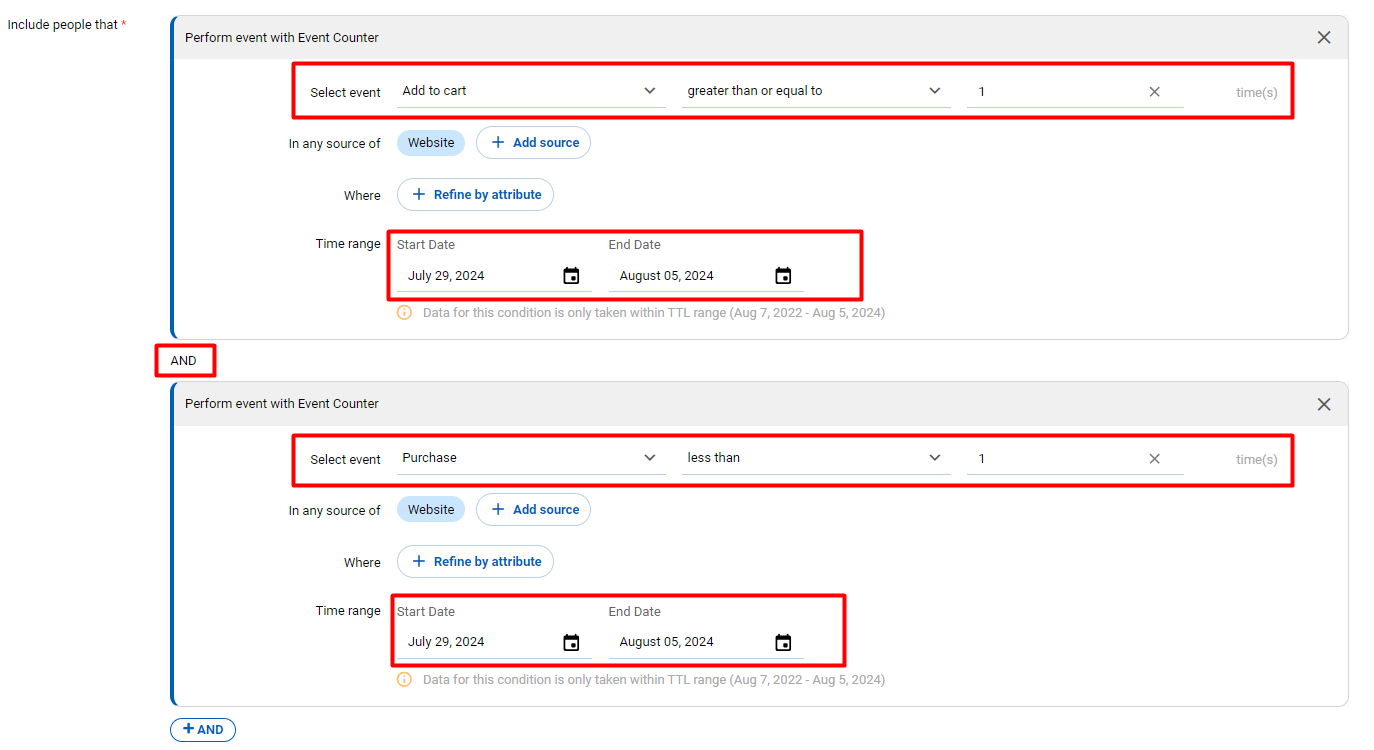 Include people that *
Perform event with Event Counter
Select event Add to cart greater than or equal to 1 time(s)
In any source of Website + Add source
Where + Refine by attribute
Time range Start Date End Date
July 29, 2024 August 05, 2024
Data for this condition is only taken within TTL range (Aug 7, 2022 - Aug 5, 2024)
AND
Perform event with Event Counter
Select event Purchase less than 1 time(s)
In any source of Website + Add source
Where + Refine by attribute
Time range Start Date End Date
July 29, 2024 August 05, 2024
Data for this condition is only taken within TTL range (Aug 7, 2022 - Aug 5, 2024)
+ AND